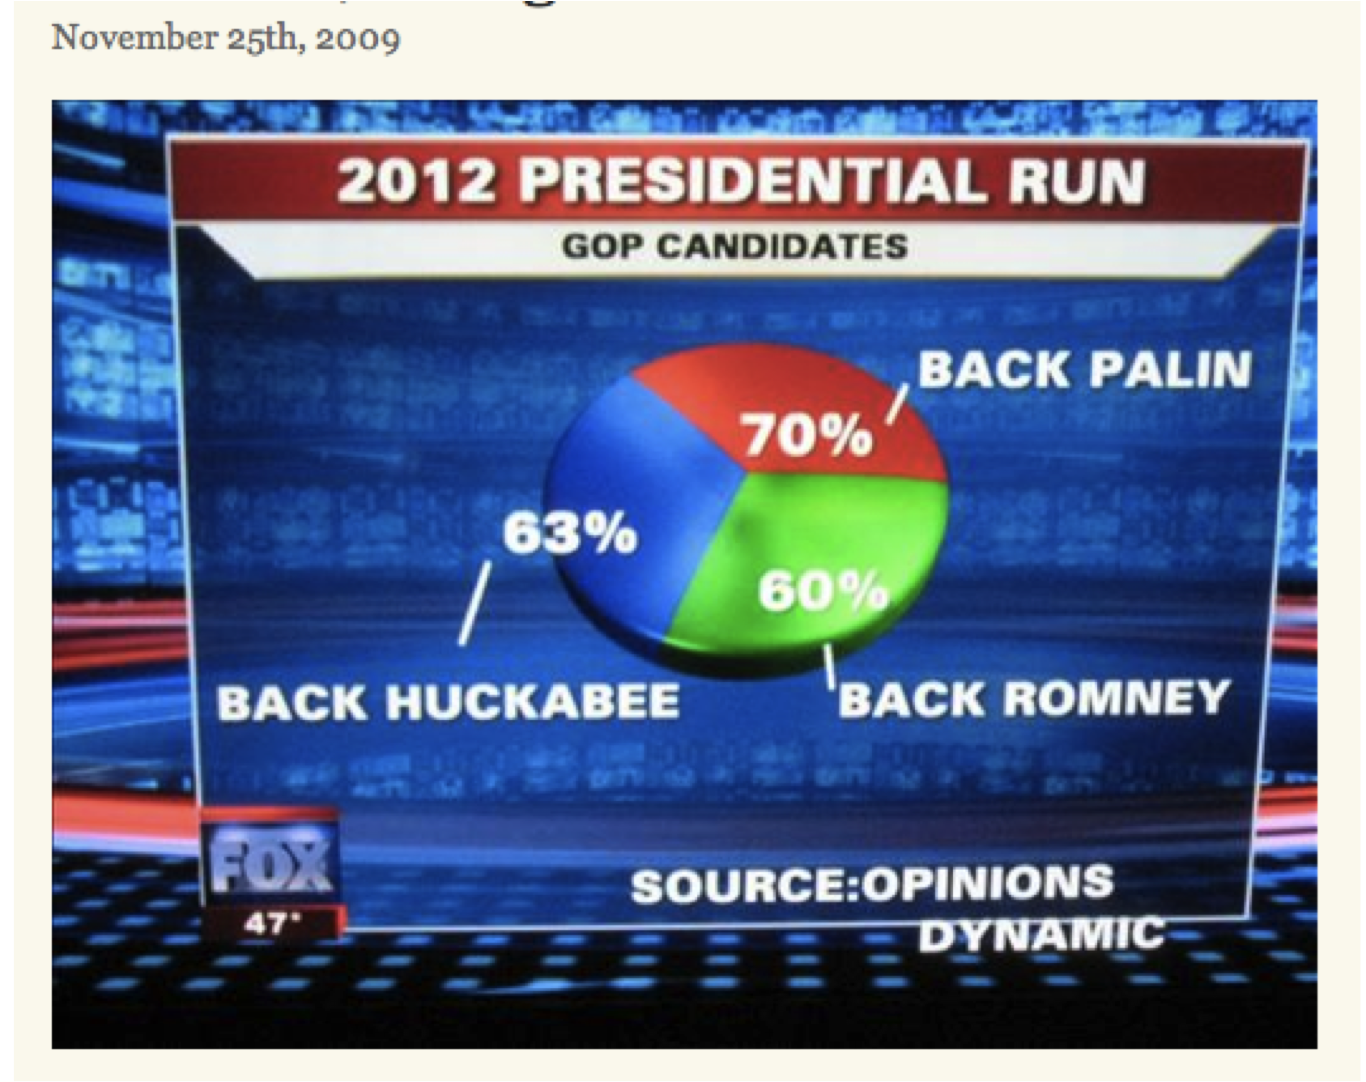 November 25th, 2009
2012 PRESIDENTIAL RUN
GOP CANDIDATES
BACK PALIN
70%
63%
60%
BACK HUCKABEE
BACK ROMNEY
FOX
47°
SOURCE:OPINIONS
DYNAMIC